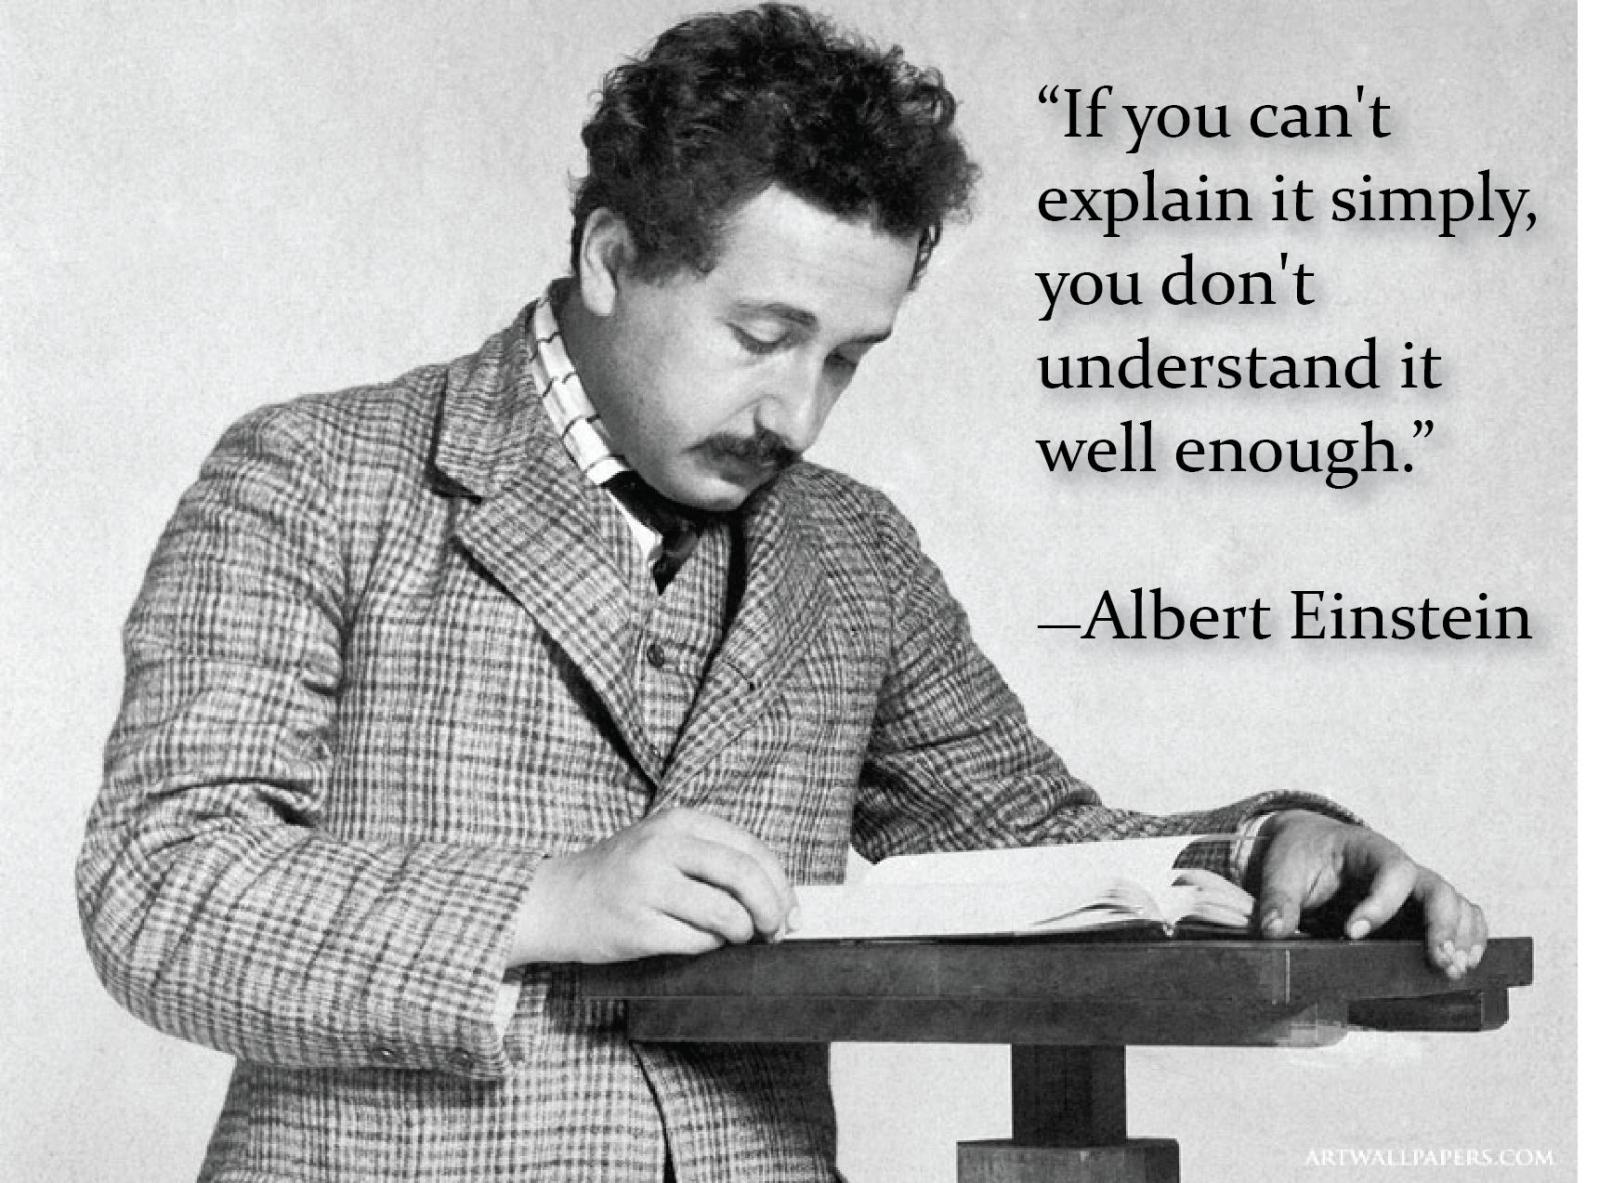 “If you can't
explain it simply,
you don't
understand it
well enough.”
—Albert Einstein
ARTWALLPAPERS.COM